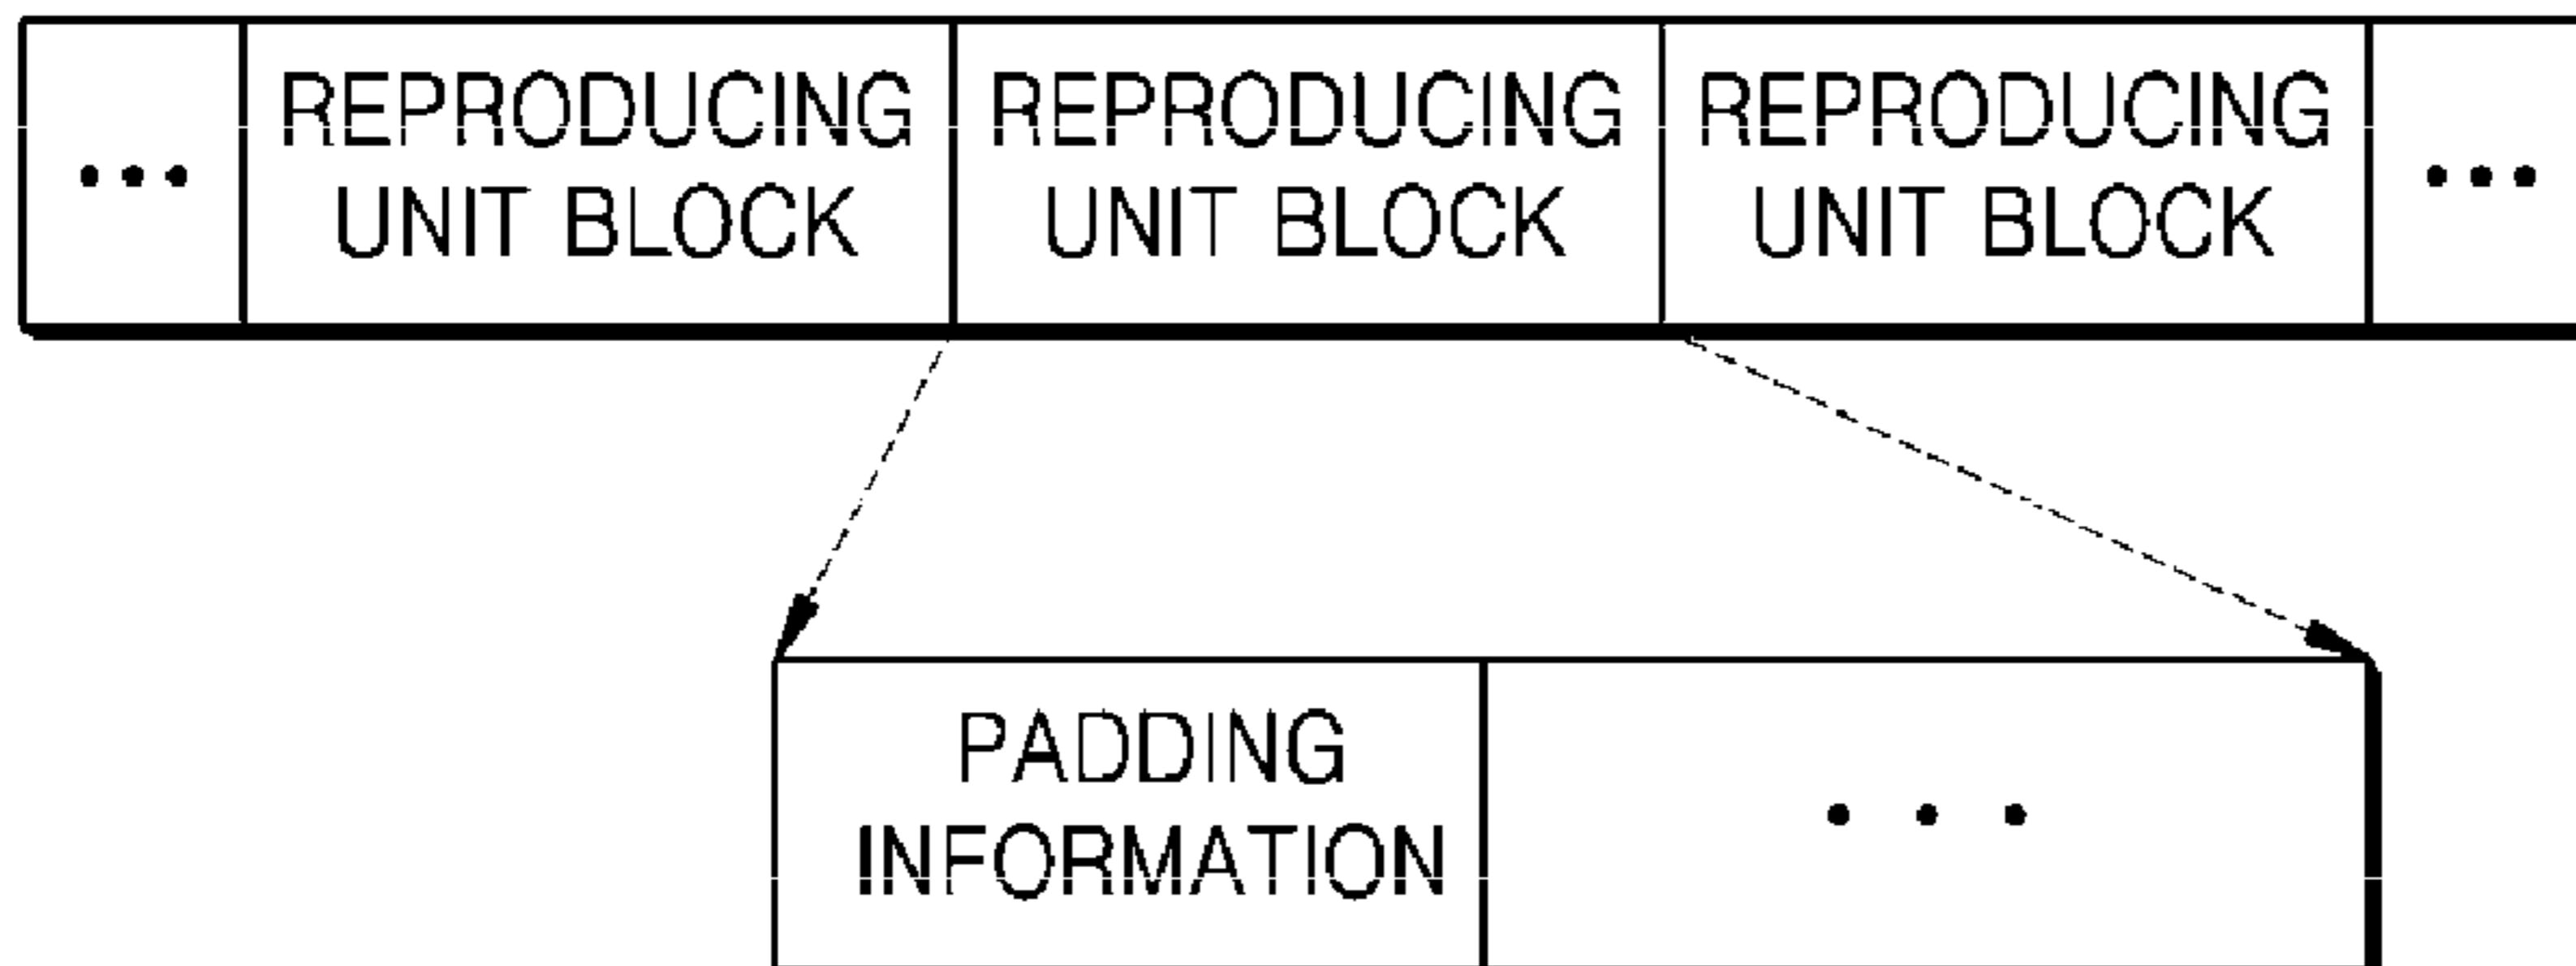 ... REPRODUCING UNIT BLOCK REPRODUCING UNIT BLOCK REPRODUCING UNIT BLOCK ...
PADDING
INFORMATION
. . .